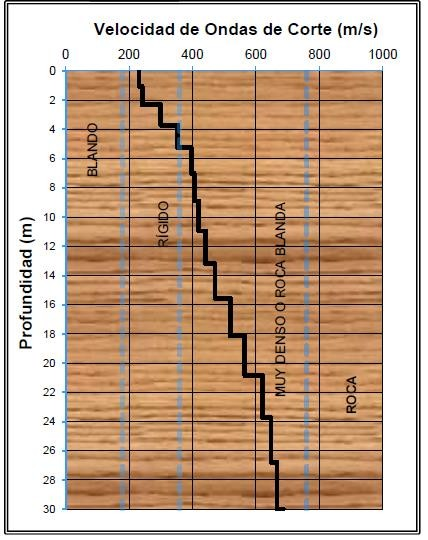 Velocidad de Ondas de Corte (m/s)
0 200 400 600 800 1000
Profundidad (m)
0
2
4
6
8
10
12
14
16
18
20
22
24
26
28
30
BLANDO
RÍGIDO
MUY DENSO O ROCA BLANDA
ROCA